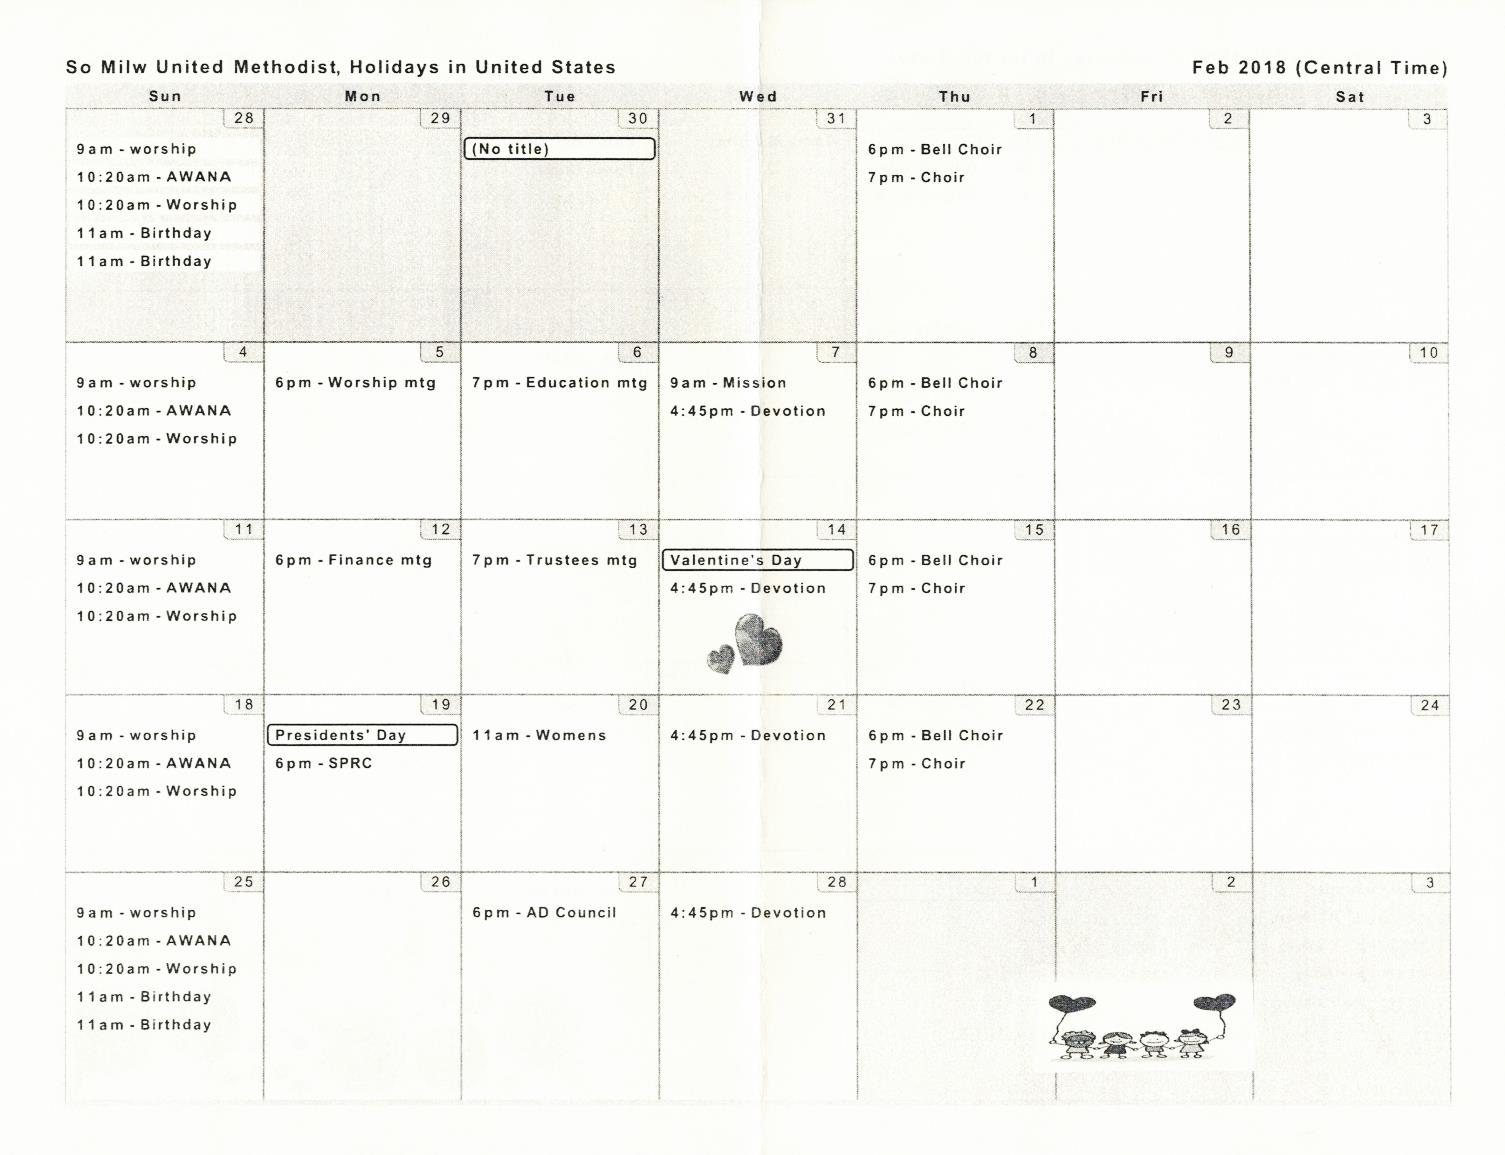 So Milw United Methodist, Holidays in United States
Feb 2018 (Central Time)
Sun Mon Tue Wed Thu Fri Sat
28
9am - worship
10:20am - AWANA
10:20am - Worship
11am - Birthday
11am - Birthday
29
30
(No title)
31
1
6pm - Bell Choir
7pm - Choir
2
3
4
9am - worship
10:20am - AWANA
10:20am - Worship
5
6pm - Worship mtg
6
7pm - Education mtg
7
9am - Mission
4:45pm - Devotion
8
6pm - Bell Choir
7pm - Choir
9
10
11
9am - worship
10:20am - AWANA
10:20am - Worship
12
6pm - Finance mtg
13
7pm - Trustees mtg
14
Valentine's Day
4:45pm - Devotion
15
6pm - Bell Choir
7pm - Choir
16
17
18
9am - worship
10:20am - AWANA
10:20am - Worship
19
Presidents' Day
6pm - SPRC
20
11am - Womens
21
4:45pm - Devotion
22
6pm - Bell Choir
7pm - Choir
23
24
25
9am - worship
10:20am - AWANA
10:20am - Worship
11am - Birthday
11am - Birthday
26
27
6pm - AD Council
28
4:45pm - Devotion
1
2
3